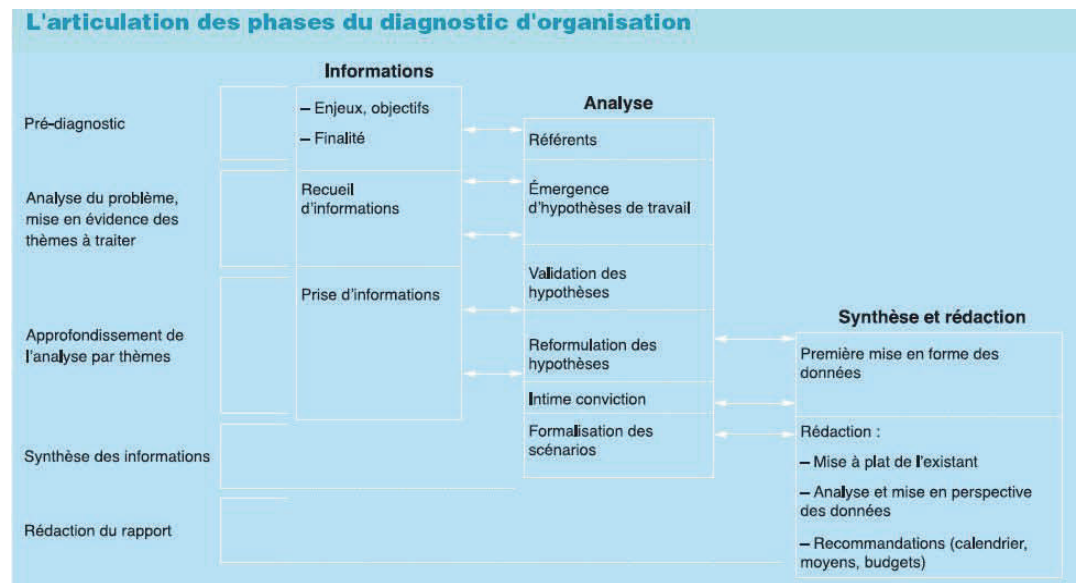 L'articulation des phases du diagnostic d'organisation
Informations
Analyse
Pré-diagnostic
– Enjeux, objectifs
– Finalité
Référents
Analyse du problème,
mise en évidence des
thèmes à traiter
Recueil
d'informations
Émergence
d'hypothèses de travail
Approfondissement de
l'analyse par thèmes
Prise d'informations
Validation des
hypothèses
Reformulation des
hypothèses
Intime conviction
Synthèse et rédaction
Première mise en forme des
données
Synthèse des informations
Formalisation des
scénarios
Rédaction du rapport
Rédaction :
– Mise à plat de l'existant
– Analyse et mise en perspective
des données
– Recommandations (calendrier,
moyens, budgets)